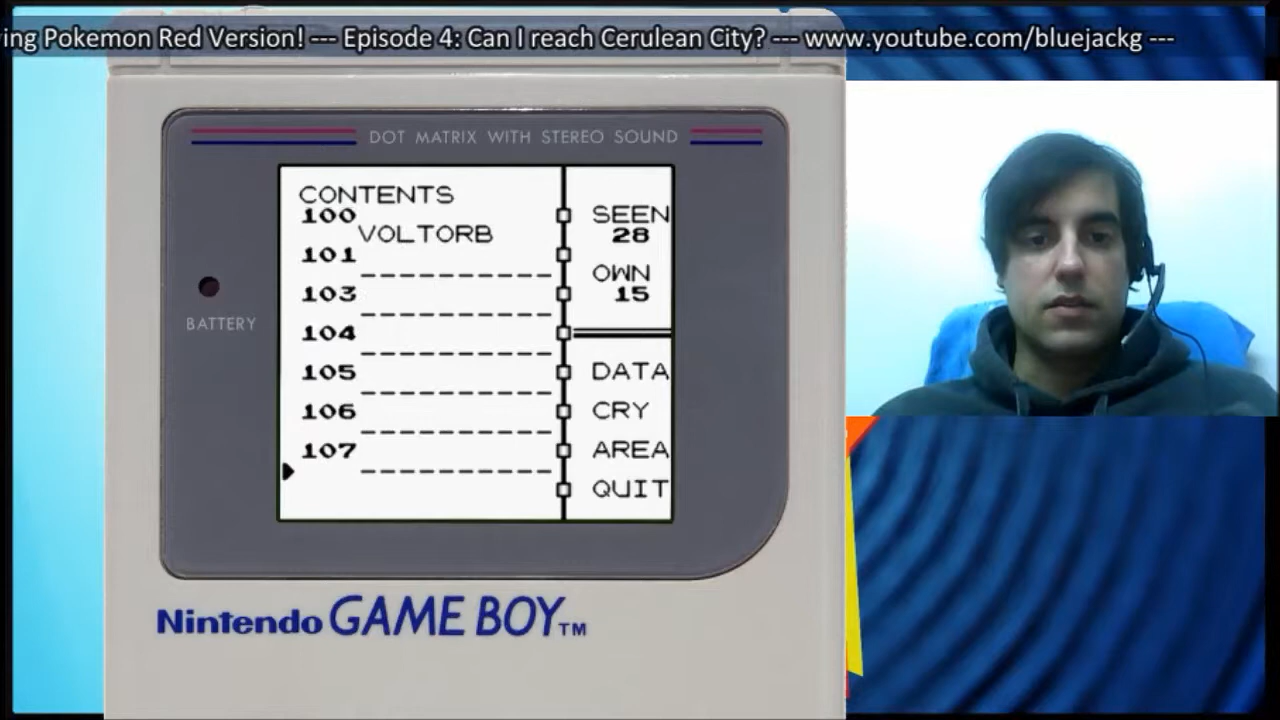 ing Pokemon Red Version! --- Episode 4: Can I reach Cerulean City? --- www.youtube.com/bluejackg ---
DOT MATRIX WITH STEREO SOUND
CONTENTS
100
VOLTORB
101
----------
103
----------
104
----------
105
----------
106
----------
107
----------
SEEN
28
OWN
15
DATA
CRY
AREA
QUIT
BATTERY
Nintendo GAME BOY TM